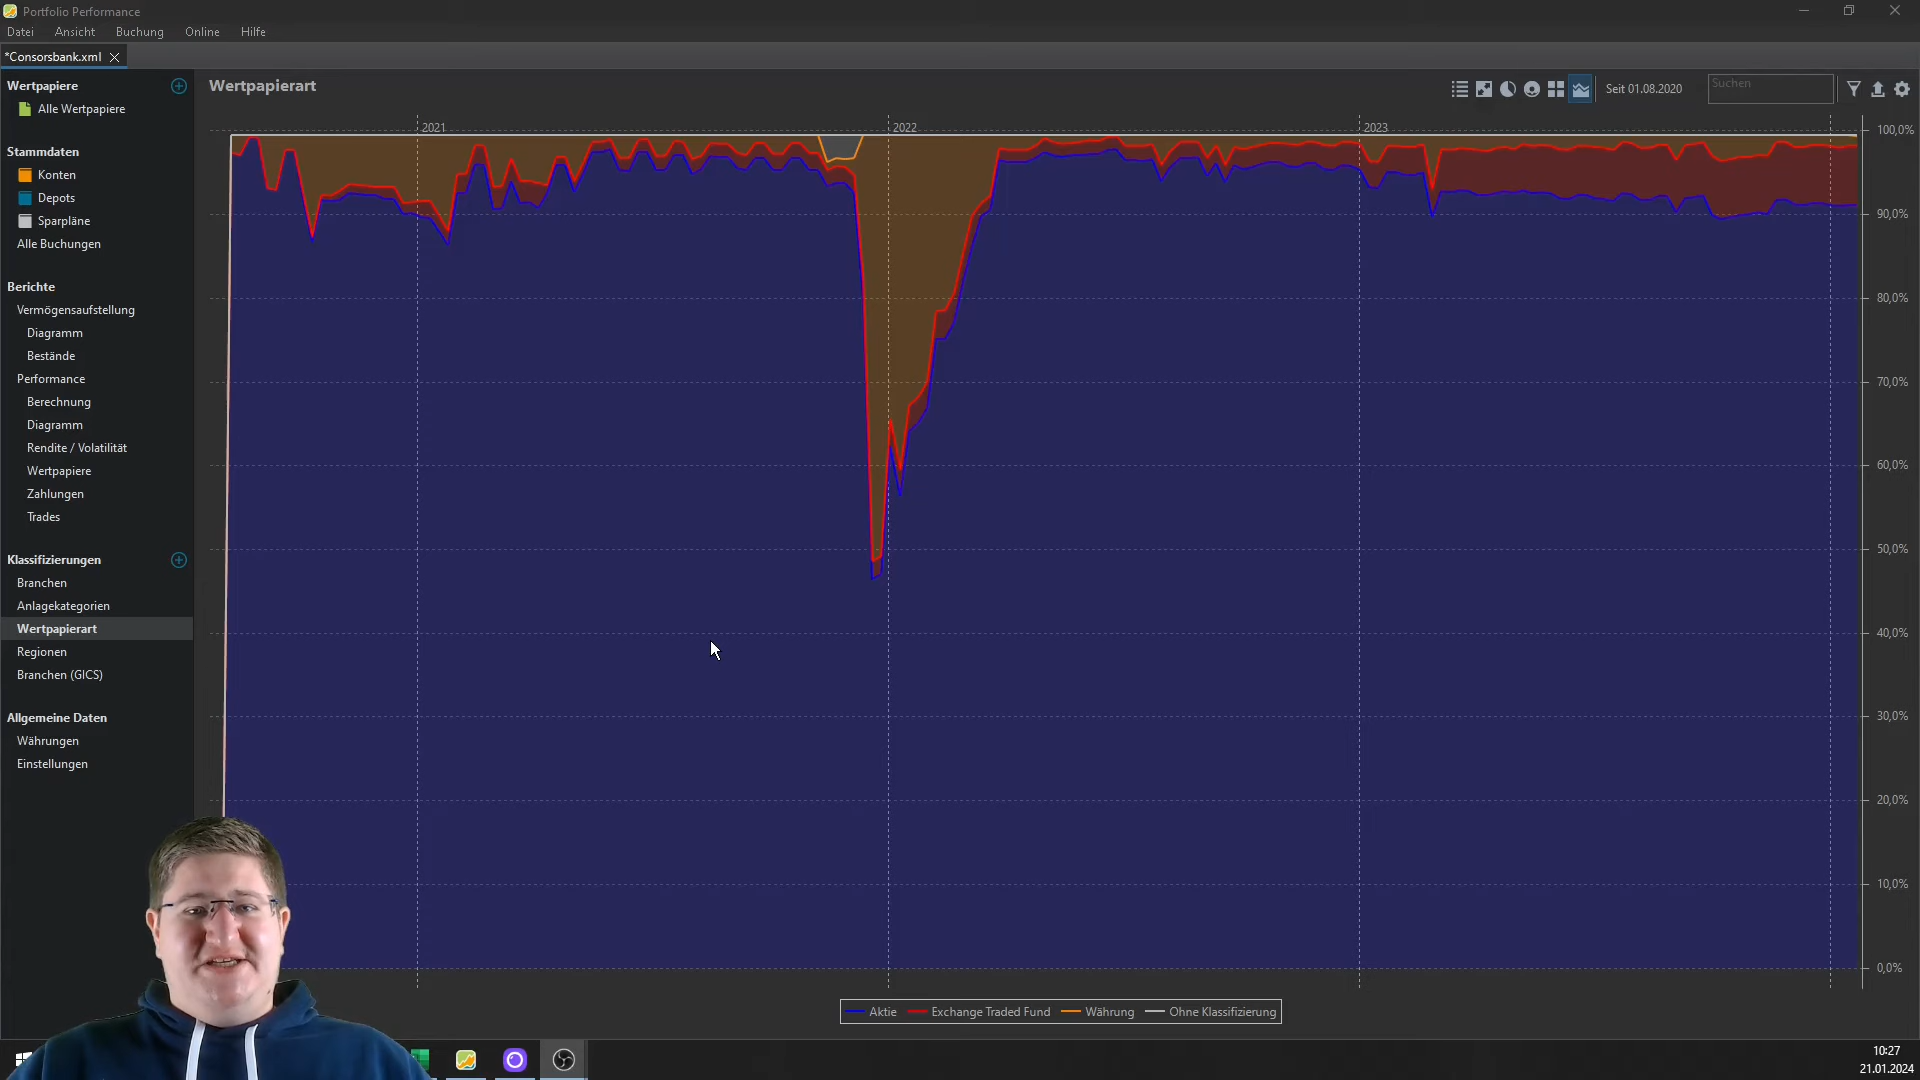 Portfolio Performance
Datei Ansicht Buchung Online Hilfe
*Consorsbank.xml
Wertpapiere
Alle Wertpapiere
Stammdaten
Konten
Depots
Sparpläne
Alle Buchungen
Berichte
Vermögensaufstellung
Diagramm
Bestände
Performance
Berechnung
Diagramm
Rendite / Volatilität
Wertpapiere
Zahlungen
Trades
Klassifizierungen
Branchen
Anlagekategorien
Wertpapierart
Regionen
Branchen (GICS)
Allgemeine Daten
Währungen
Einstellungen
Wertpapierart
Seit 01.08.2020
Suchen
2021 2022 2023
100,0%
90,0%
80,0%
70,0%
60,0%
50,0%
40,0%
30,0%
20,0%
10,0%
0,0%
Aktie Exchange Traded Fund Währung Ohne Klassifizierung
10:27
21.01.2024